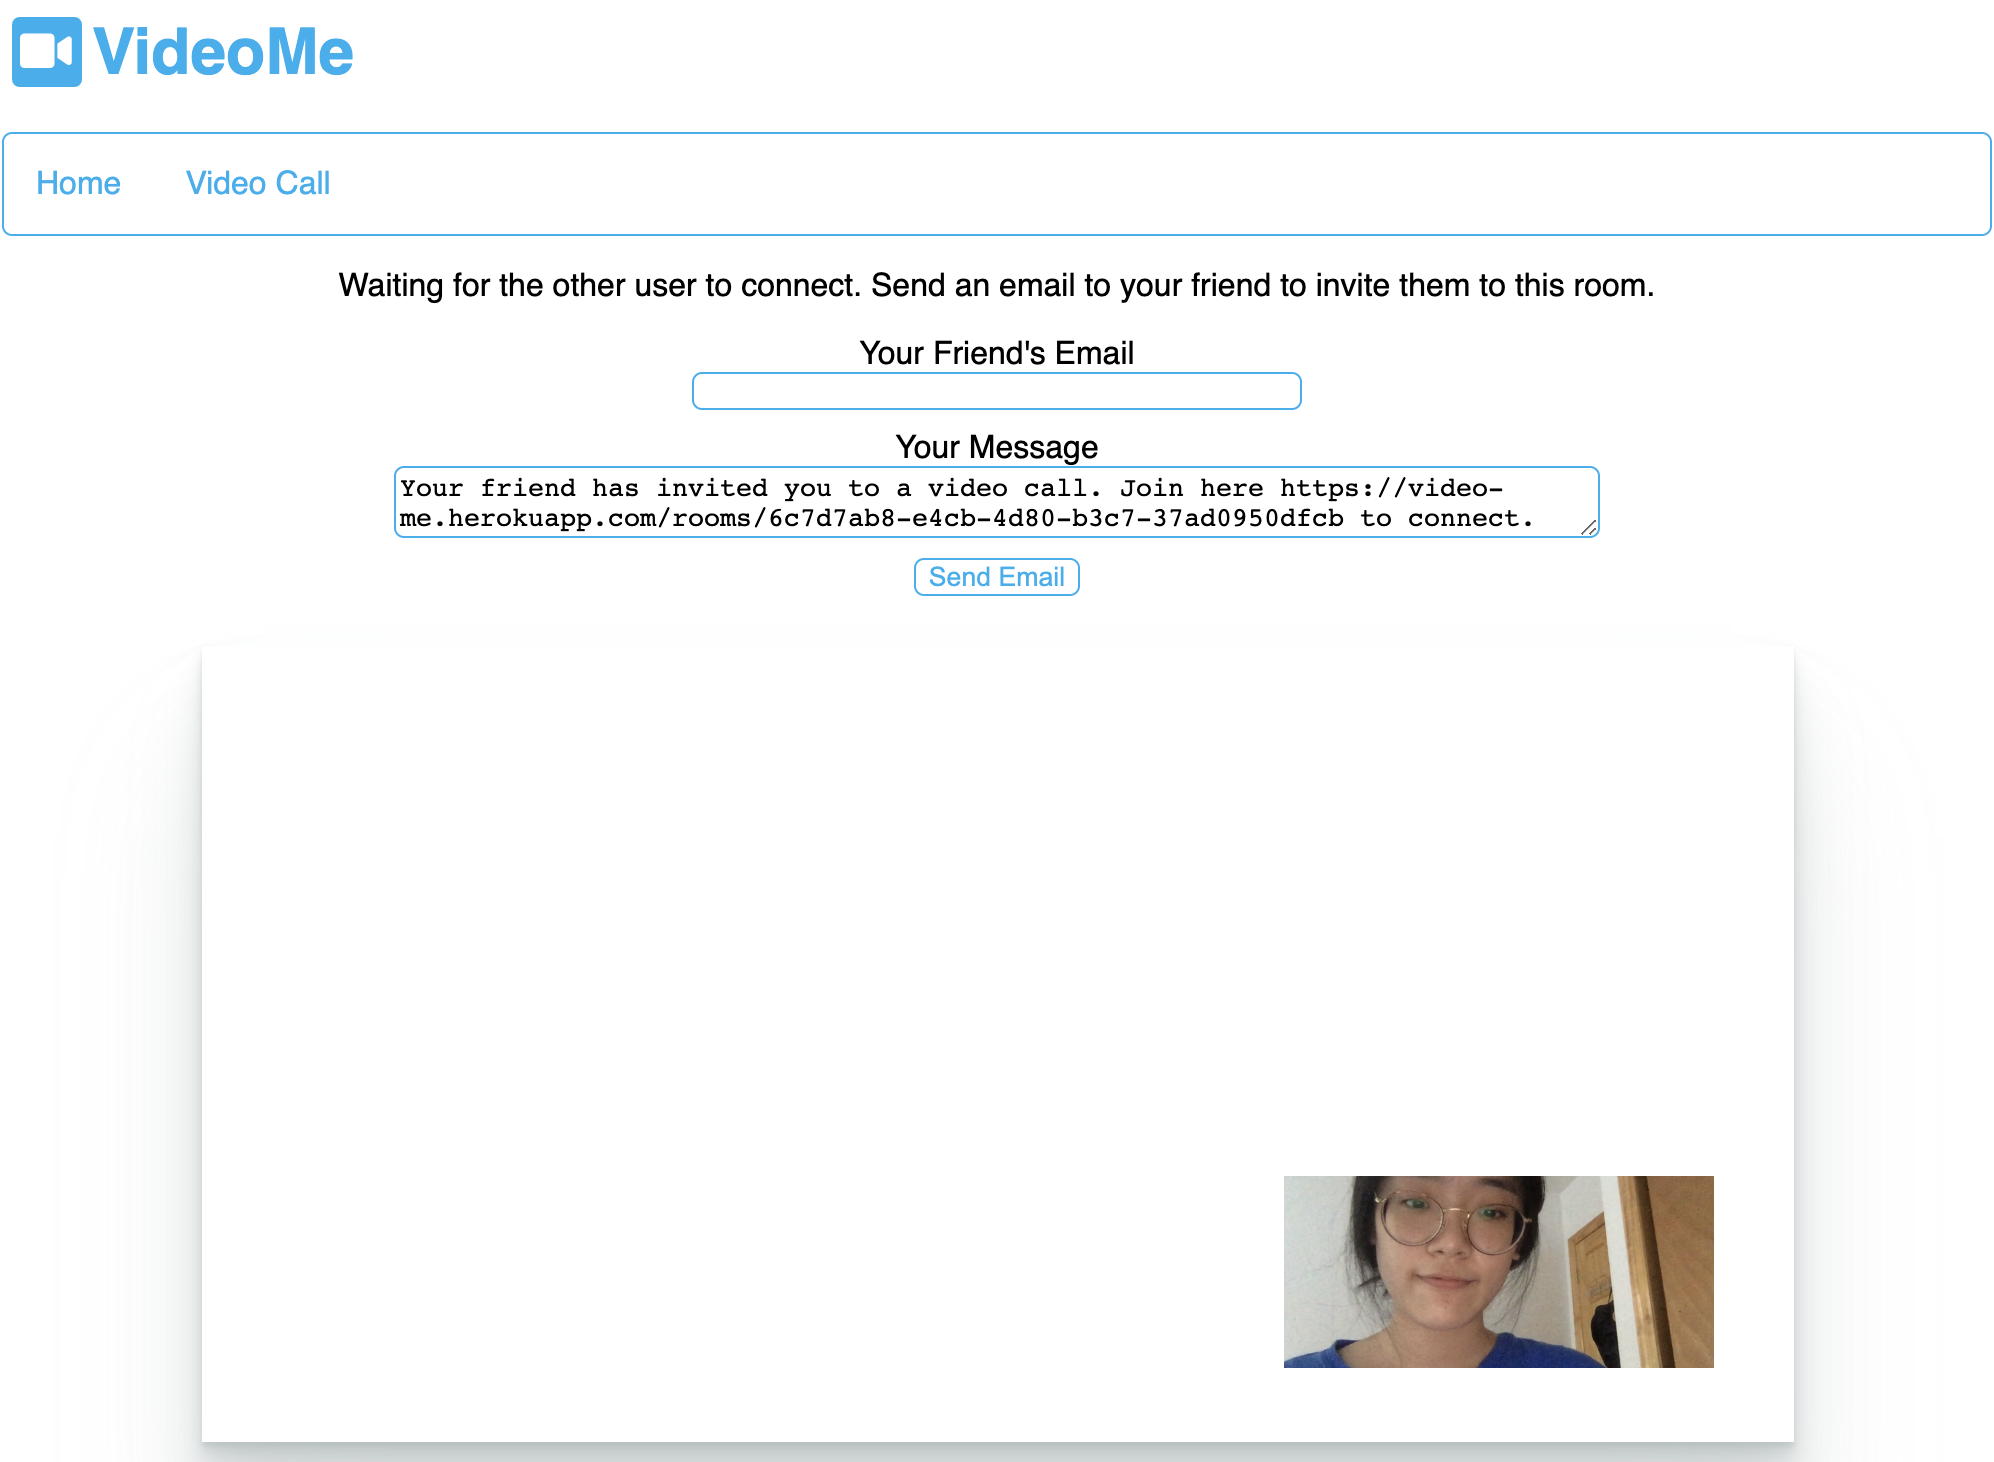 VideoMe
Home Video Call
Waiting for the other user to connect. Send an email to your friend to invite them to this room.
Your Friend's Email
Your Message
Your friend has invited you to a video call. Join here https://video-
me.herokuapp.com/rooms/6c7d7ab8-e4cb-4d80-b3c7-37ad0950dfcb to connect.
Send Email